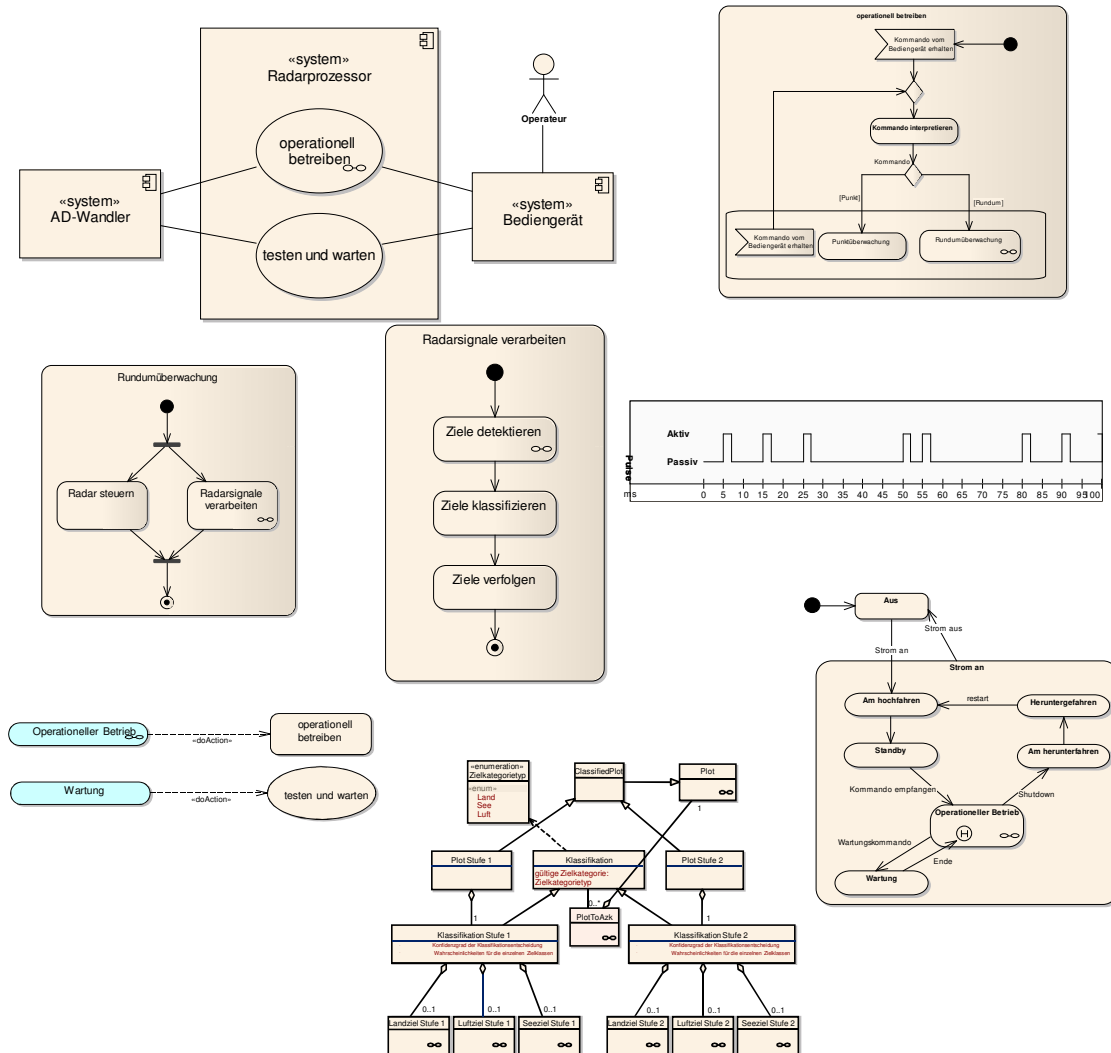 «system»
Radarprozessor
operationell
betreiben
testen und warten
«system»
AD-Wandler
Operateur
«system»
Bediengerät
operationell betreiben
Kommando vom
Bediengerät erhalten
Kommando interpretieren
Kommando
[Punkt]
[Rundum]
Kommando vom
Bediengerät erhalten
Punktüberwachung
Rundumüberwachung
Rundumüberwachung
Radar steuern
Radarsignale
verarbeiten
Radarsignale verarbeiten
Ziele detektieren
Ziele klassifizieren
Ziele verfolgen
Pulse
Aktiv
Passiv
ms
0 5 10 15 20 25 30 35 40 45 50 55 60 65 70 75 80 85 90 95 100
Aus
Strom aus
Strom an
Strom an
Am hochfahren
restart
Heruntergefahren
Standby
Am herunterfahren
Kommando empfangen
Shutdown
Operationeller Betrieb
H
Wartungskommando
Ende
Wartung
Operationeller Betrieb
«doAction»
operationell
betreiben
Wartung
«doAction»
testen und warten
«enumeration»
Zielkategorietyp
«enum»
Land
See
Luft
ClassifiedPlot
Plot
1
Plot Stufe 1
Klassifikation
gültige Zielkategorie:
Zielkategorietyp
Plot Stufe 2
1
0..*
PlotToAzk
1
Klassifikation Stufe 1
Konfidenzgrad der Klassifikationsentscheidung
Wahrscheinlichkeiten für die einzelnen Zielklassen
Klassifikation Stufe 2
Konfidenzgrad der Klassifikationsentscheidung
Wahrscheinlichkeiten für die einzelnen Zielklassen
0..1
0..1
0..1
0..1
0..1
0..1
Landziel Stufe 1
Luftziel Stufe 1
Seeziel Stufe 1
Landziel Stufe 2
Luftziel Stufe 2
Seeziel Stufe 2